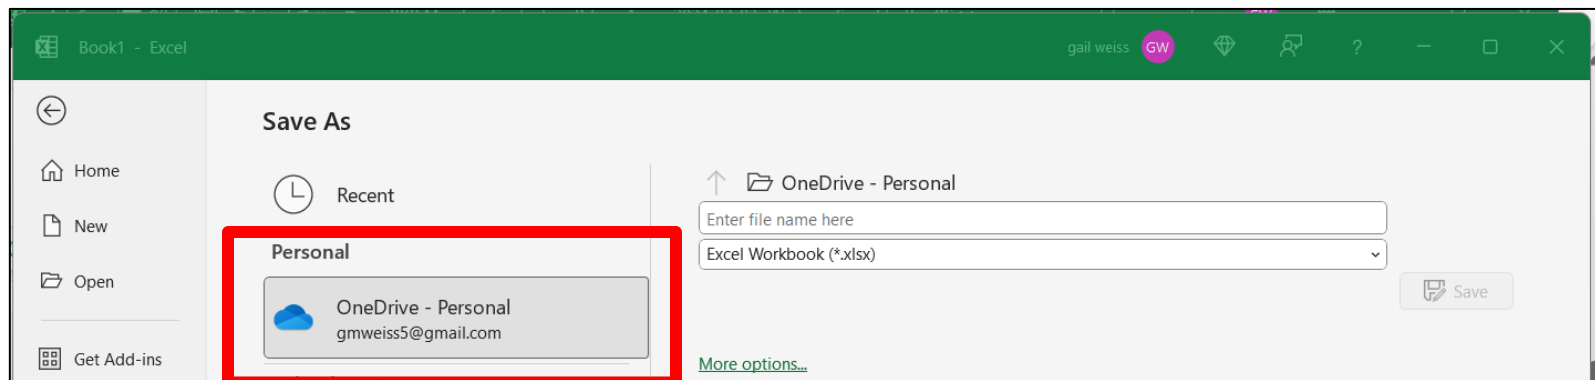 Book1 - Excel
gail weiss GW
?
Save As
Home
New
Open
Get Add-ins
Recent
Personal
OneDrive - Personal
gmweiss5@gmail.com
OneDrive - Personal
Enter file name here
Excel Workbook (*.xlsx)
Save
More options...